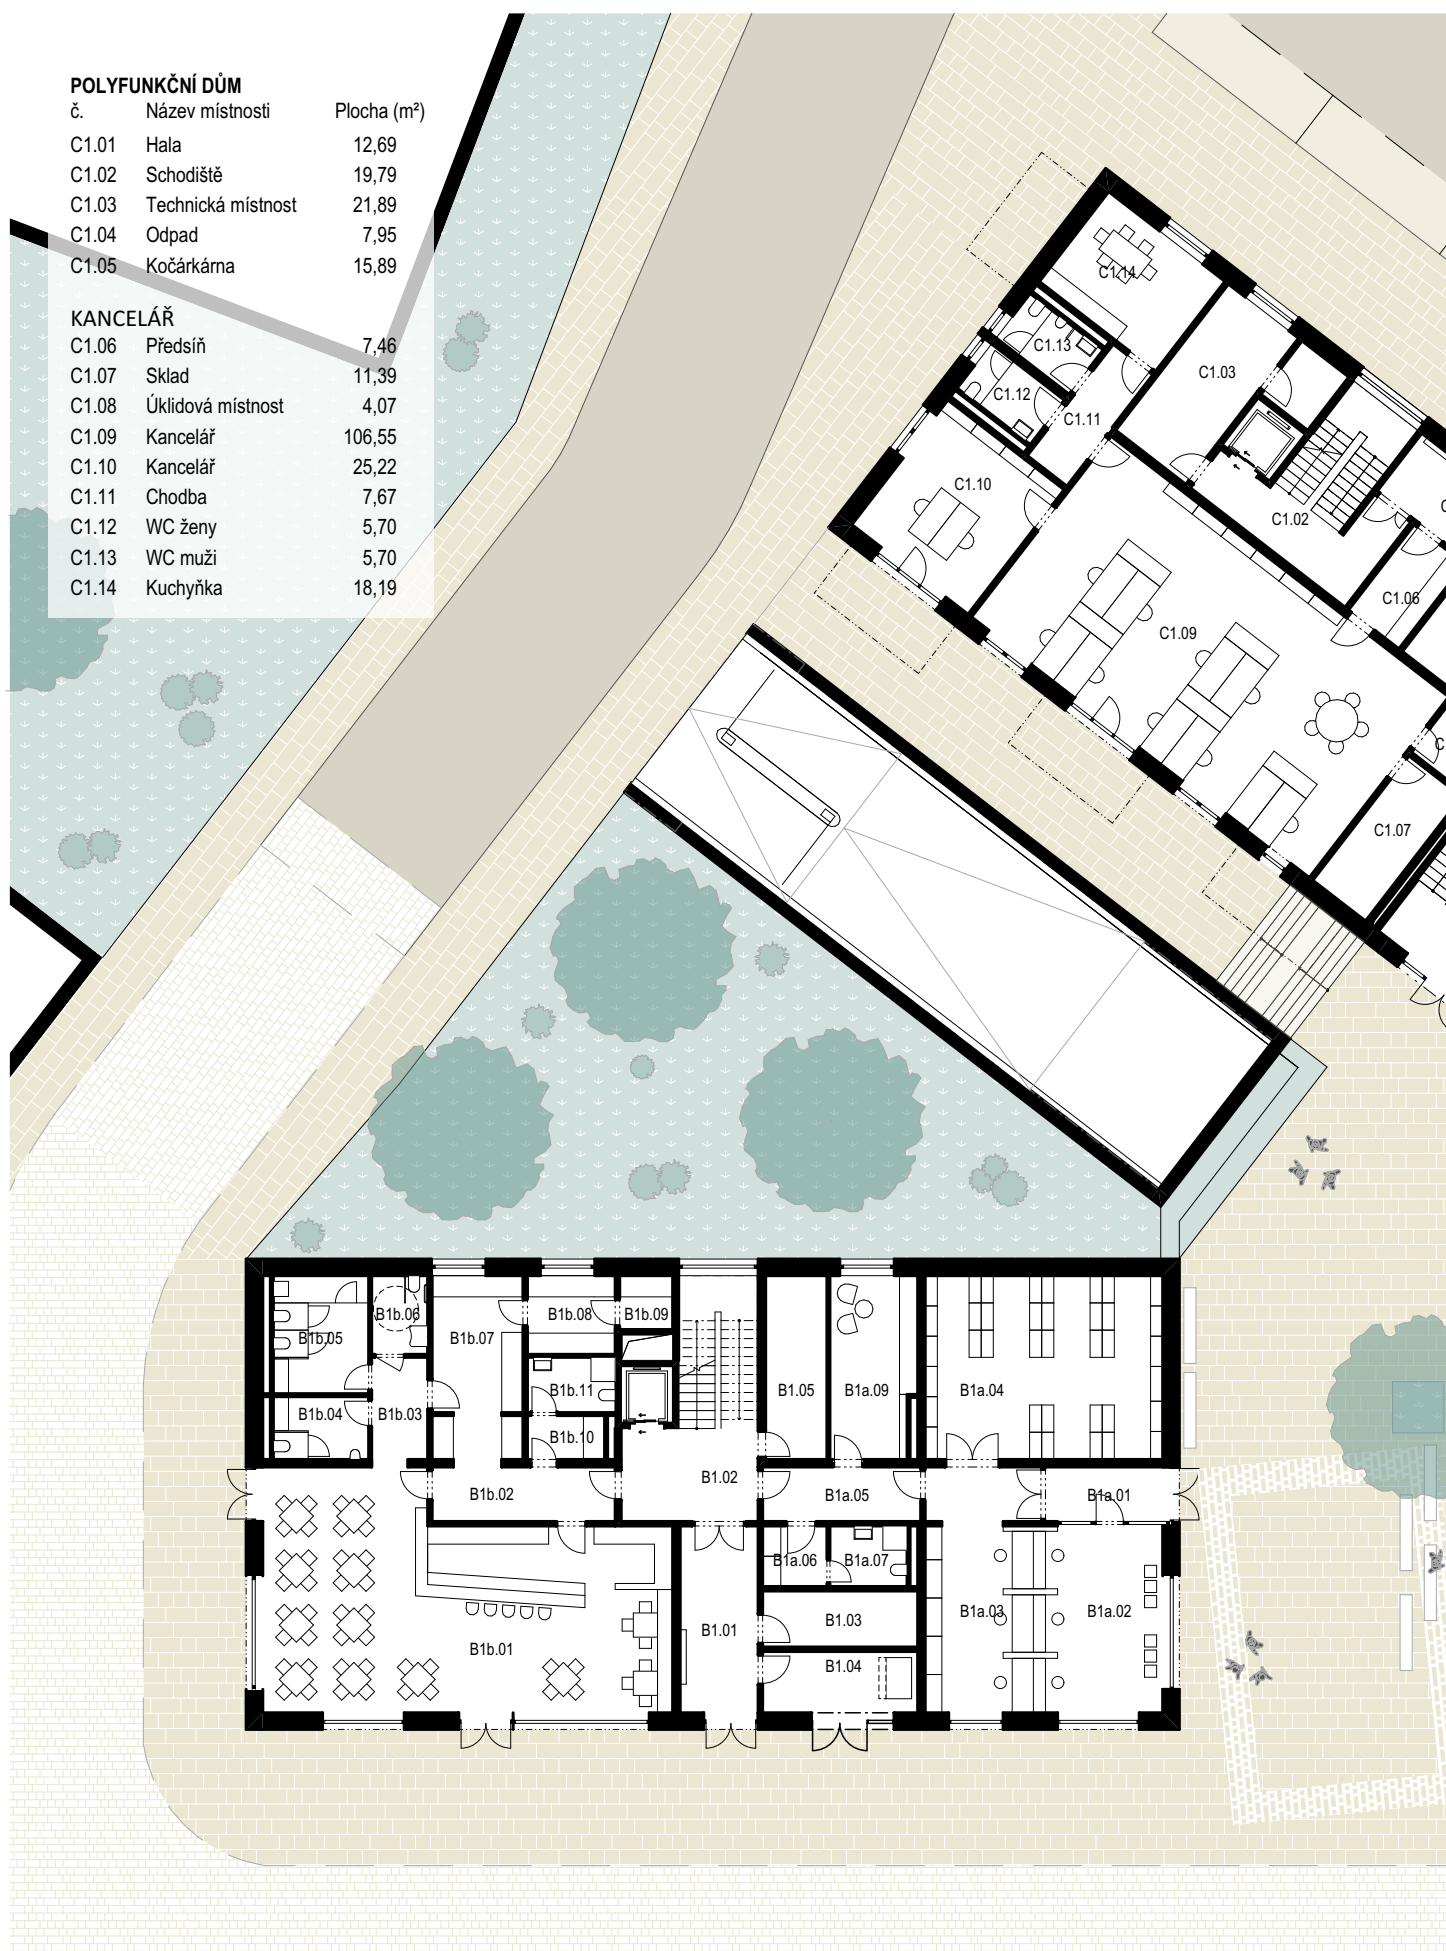 POLYFUNKČNÍ DŮM
č. Název místnosti Plocha (m²)
C1.01 Hala 12,69
C1.02 Schodiště 19,79
C1.03 Technická místnost 21,89
C1.04 Odpad 7,95
C1.05 Kočárkárna 15,89
KANCELÁŘ
C1.06 Předsíň 7,46
C1.07 Sklad 11,39
C1.08 Úklidová místnost 4,07
C1.09 Kancelář 106,55
C1.10 Kancelář 25,22
C1.11 Chodba 7,67
C1.12 WC ženy 5,70
C1.13 WC muži 5,70
C1.14 Kuchyňka 18,19
C1.14
C1.13
C1.03
C1.12
C1.11
C1.10
C1.02
C1.06
C1.09
C1.07
B1b.06
B1b.08
B1b.09
B1b.05
B1b.07
B1b.11
B1.05
B1a.09
B1a.04
B1b.04
B1b.03
B1b.10
B1.02
B1b.02
B1a.05
B1a.01
B1a.06
B1a.07
B1a.03
B1a.02
B1.03
B1.01
B1b.01
B1.04